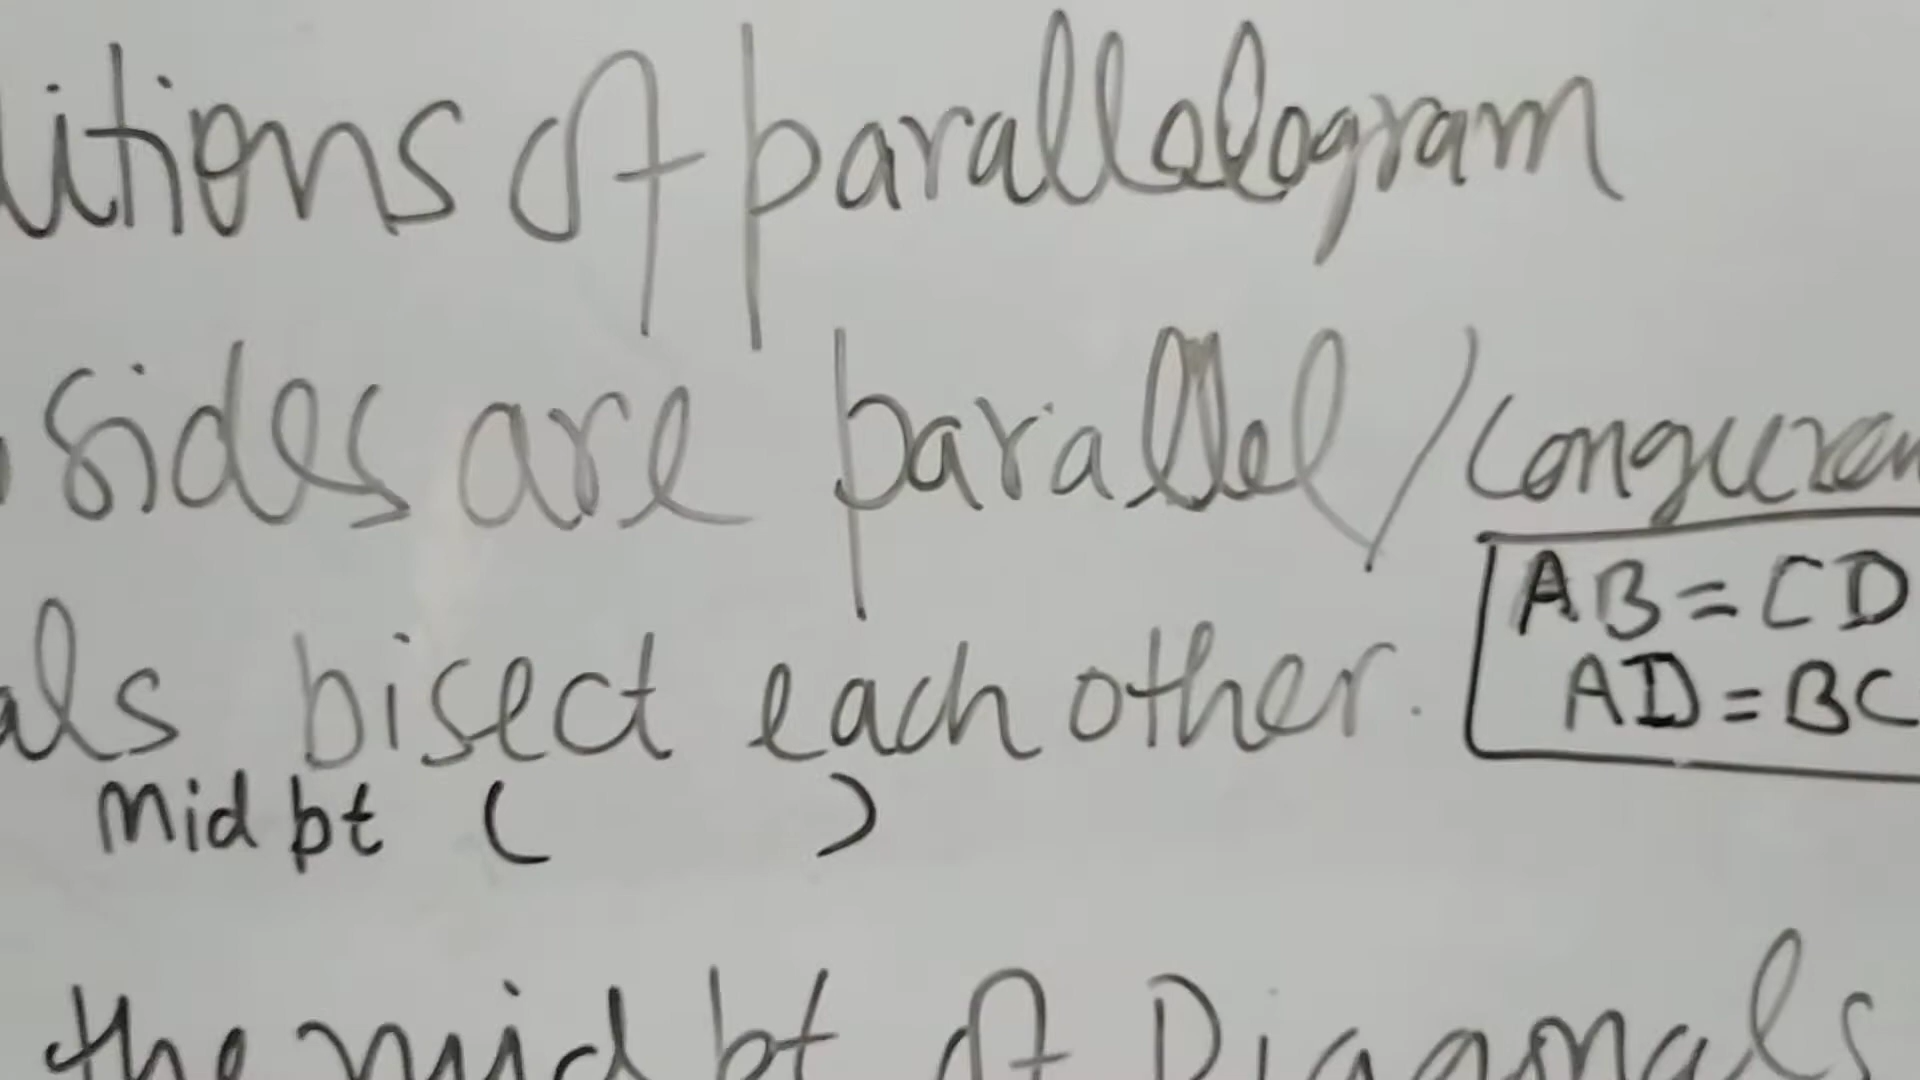 itions of parallelogram
sides are parallel/conguren
AB=CD
AD=BC
als bisect each other.
Mid pt ( )
the mid pt of Diagonals